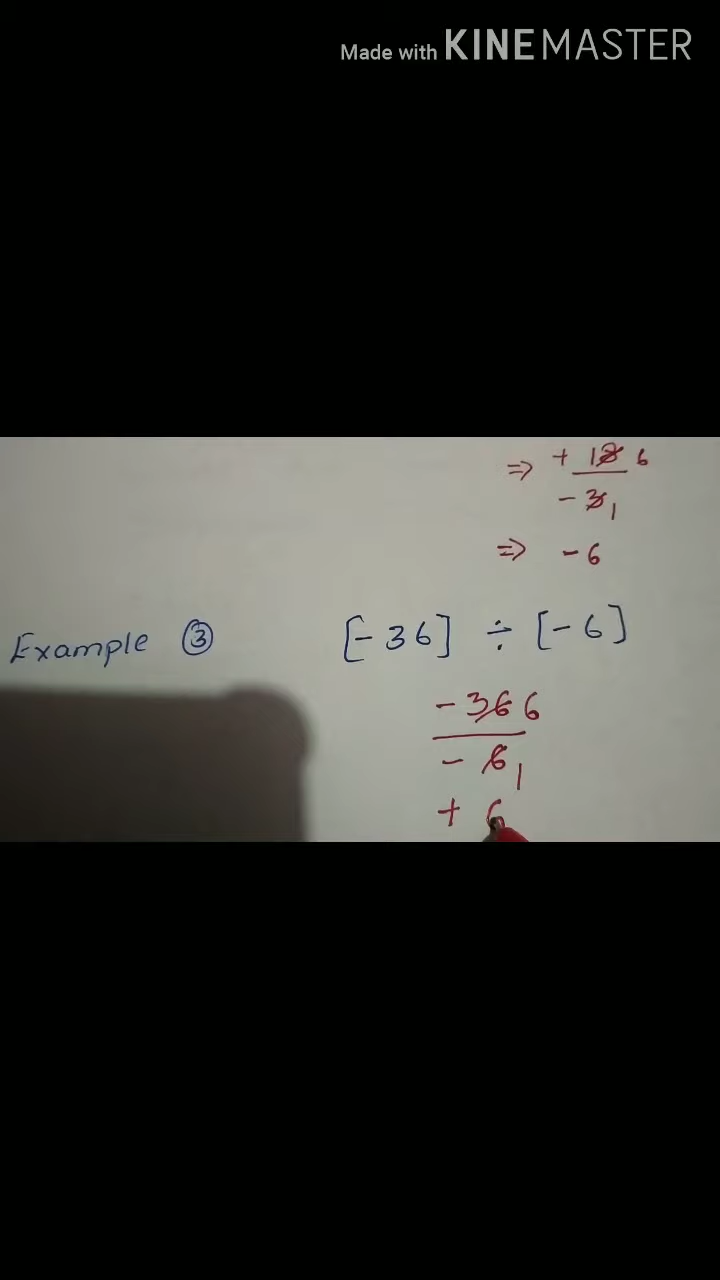 Made with KINEMASTER
⇒ + 18 6
- 3 1
⇒ - 6
Example ③ [- 36] ÷ [- 6]
- 36 6
- 6 1
+ 6